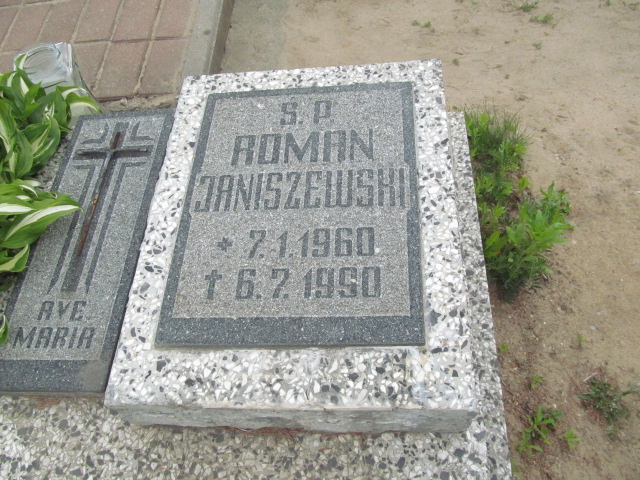 Ś.P.
ROMAN
JANISZEWSKI
* 7.1.1960
† 6.7.1990
AVE
MARIA